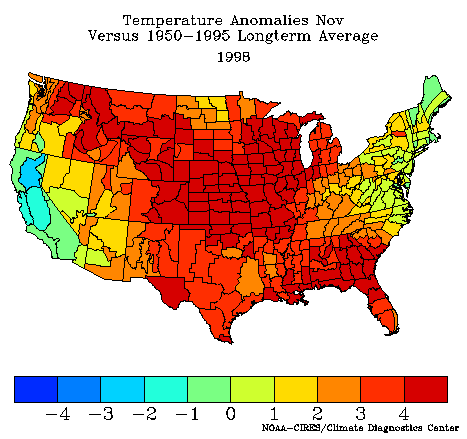 Temperature Anomalies Nov
Versus 1950-1995 Longterm Average
1998
-4 -3 -2 -1 0 1 2 3 4
NOAA-CIRES/Climate Diagnostics Center